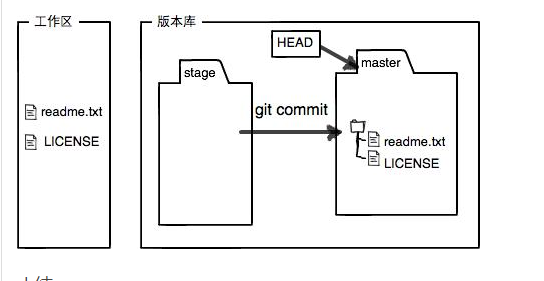 工作区
版本库
HEAD
stage
master
git commit
readme.txt
LICENSE
readme.txt
LICENSE